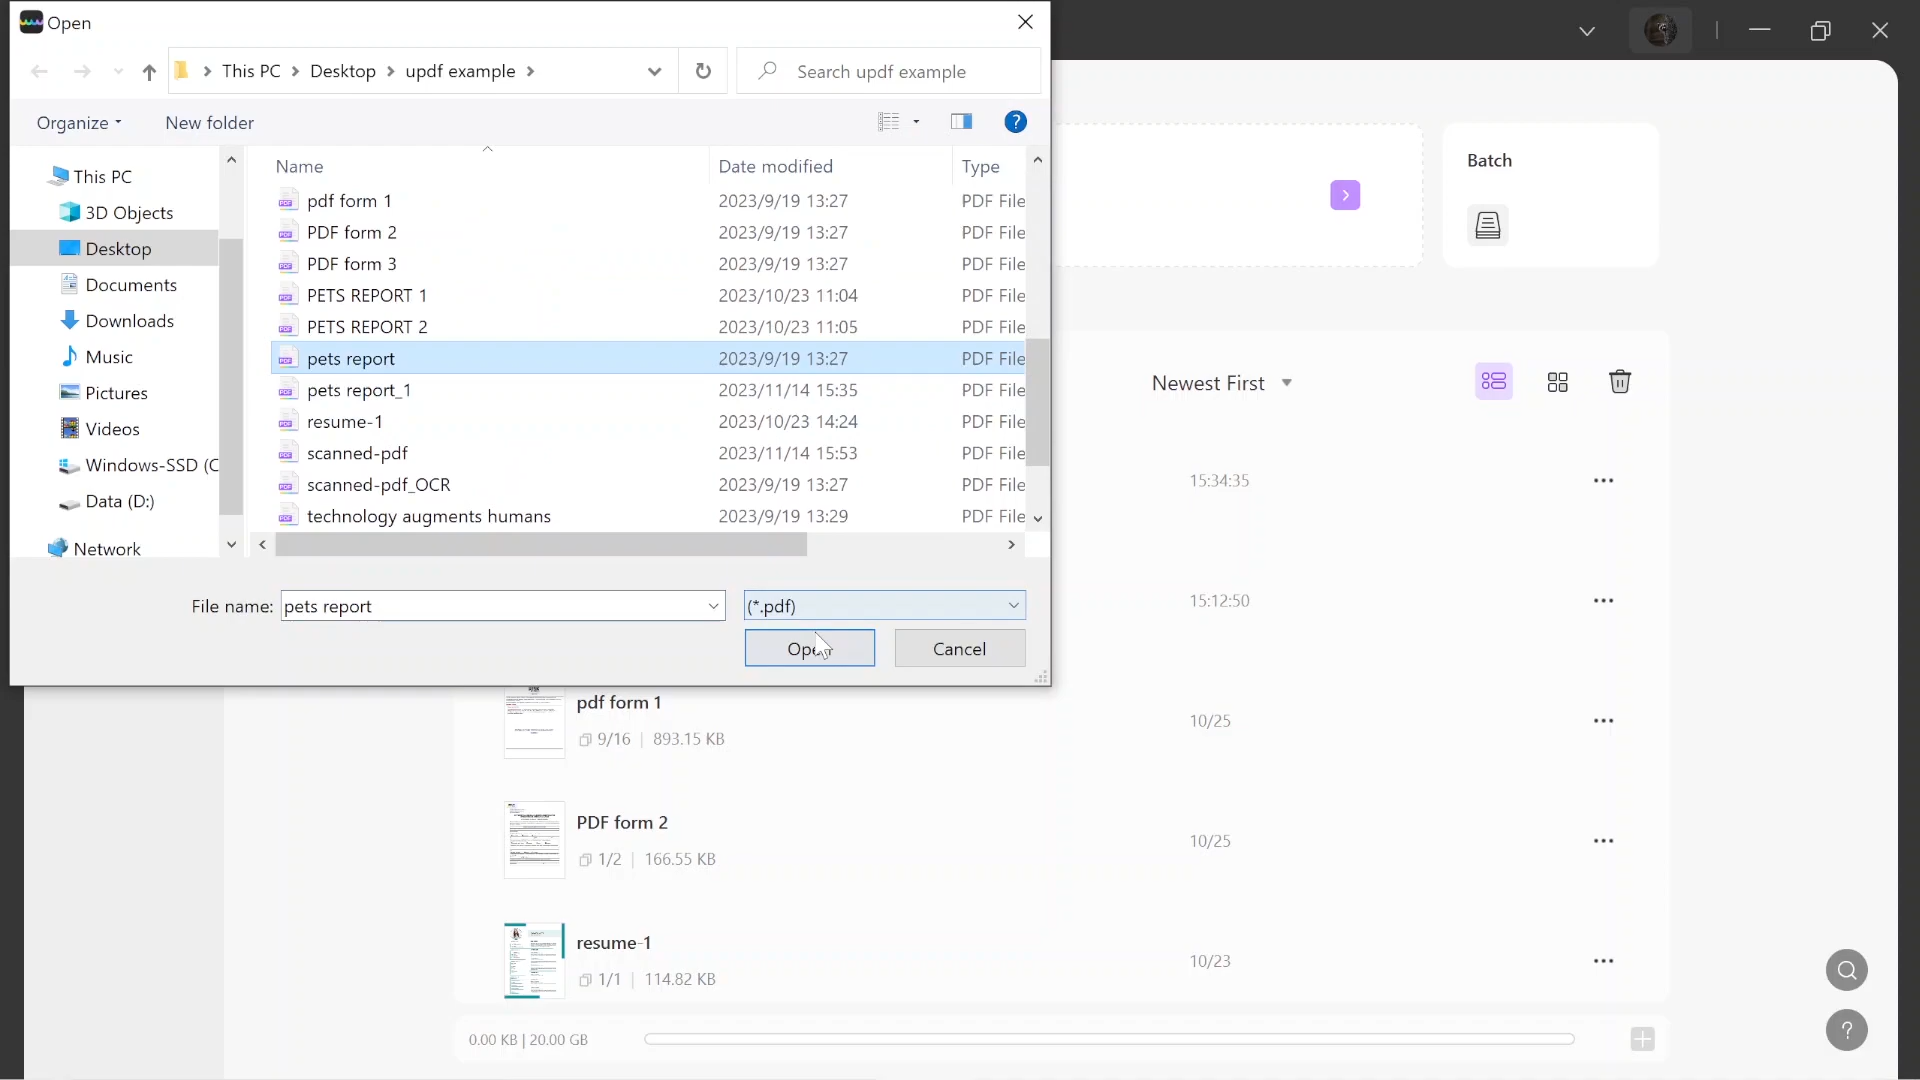 Open
This PC > Desktop > updf example >
Search updf example
Organize
New folder
?
Name
Date modified
Type
This PC
3D Objects
Desktop
Documents
Downloads
Music
Pictures
Videos
Windows-SSD (C
Data (D:)
Network
pdf form 1 2023/9/19 13:27 PDF File
PDF form 2 2023/9/19 13:27 PDF File
PDF form 3 2023/9/19 13:27 PDF File
PETS REPORT 1 2023/10/23 11:04 PDF File
PETS REPORT 2 2023/10/23 11:05 PDF File
pets report 2023/9/19 13:27 PDF File
pets report_1 2023/11/14 15:35 PDF File
resume-1 2023/10/23 14:24 PDF File
scanned-pdf 2023/11/14 15:53 PDF File
scanned-pdf_OCR 2023/9/19 13:27 PDF File
technology augments humans 2023/9/19 13:29 PDF File
File name: pets report
(*.pdf)
Open
Cancel
Batch
Newest First
15:34:35
15:12:50
pdf form 1
9/16 | 893.15 KB
10/25
PDF form 2
1/2 | 166.55 KB
10/25
resume-1
1/1 | 114.82 KB
10/23
0.00 KB | 20.00 GB
?